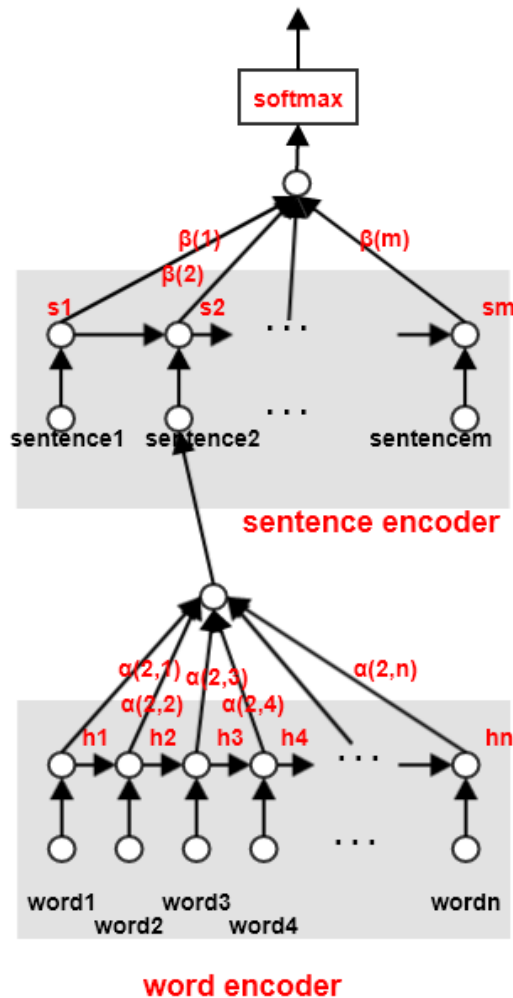 softmax
β(1)
β(2)
β(m)
s1
s2
sm
...
sentence1
sentence2
...
sentencem
sentence encoder
α(2,1)
α(2,2)
α(2,3)
α(2,4)
α(2,n)
h1
h2
h3
h4
...
hn
...
word1
word2
word3
word4
wordn
word encoder